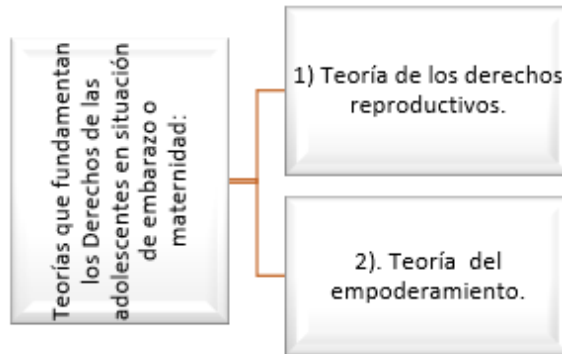 Teorías que fundamentan
los Derechos de las
adolescentes en situación
de embarazo o
maternidad:
1) Teoría de los derechos
reproductivos.
2). Teoría  del
empoderamiento.